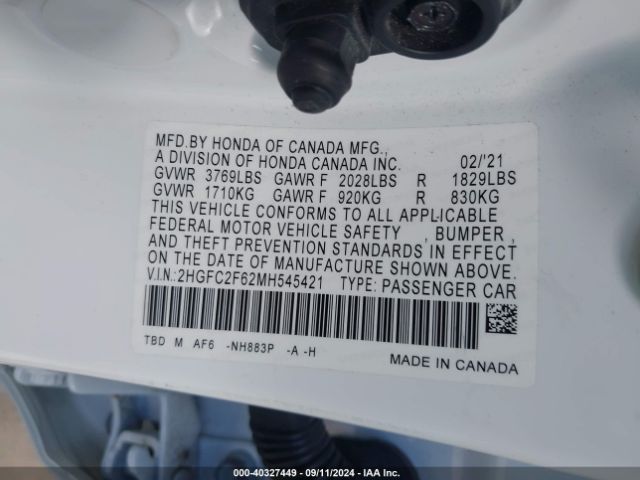 MFD.BY HONDA OF CANADA MFG.,
A DIVISION OF HONDA CANADA INC. 02/'21
GVWR 3769LBS GAWR F 2028LBS R 1829LBS
GVWR 1710KG GAWR F 920KG R 830KG
THIS VEHICLE CONFORMS TO ALL APPLICABLE
FEDERAL MOTOR VEHICLE SAFETY , BUMPER ,
AND THEFT PREVENTION STANDARDS IN EFFECT
ON THE DATE OF MANUFACTURE SHOWN ABOVE.
V.I.N.:2HGFC2F62MH545421 TYPE: PASSENGER CAR
TBD M AF6 -NH883P -A -H
MADE IN CANADA
000-40327449 - 09/11/2024 - IAA Inc.